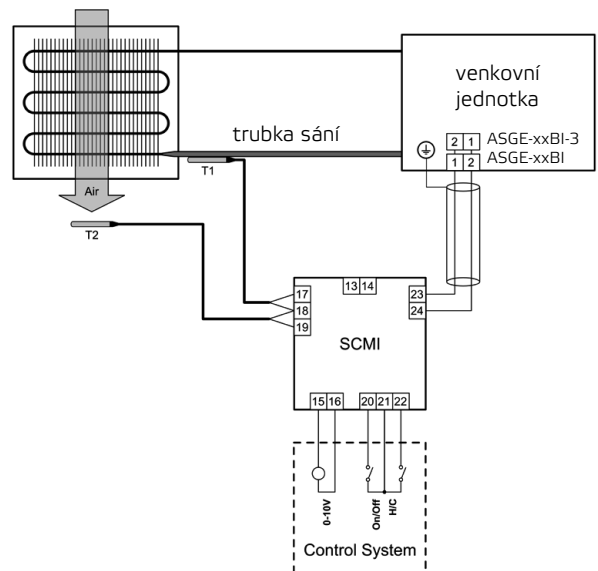 venkovní
jednotka
2 1 ASGE-xxBI-3
1 2 ASGE-xxBI
trubka sání
T1
Air
T2
13 14
17
18
19
23
24
SCMI
15 16
20 21 22
0-10V
On/Off
H/C
Control System